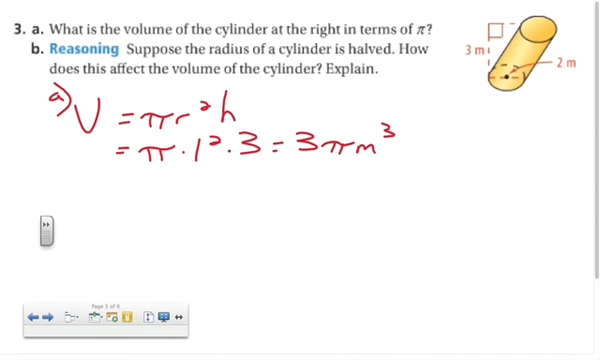 3. a. What is the volume of the cylinder at the right in terms of π?
b. Reasoning Suppose the radius of a cylinder is halved. How
does this affect the volume of the cylinder? Explain.
3 m
2 m
a) V = πr²h
= π · 1² · 3 = 3πm³
Page 5 of 6